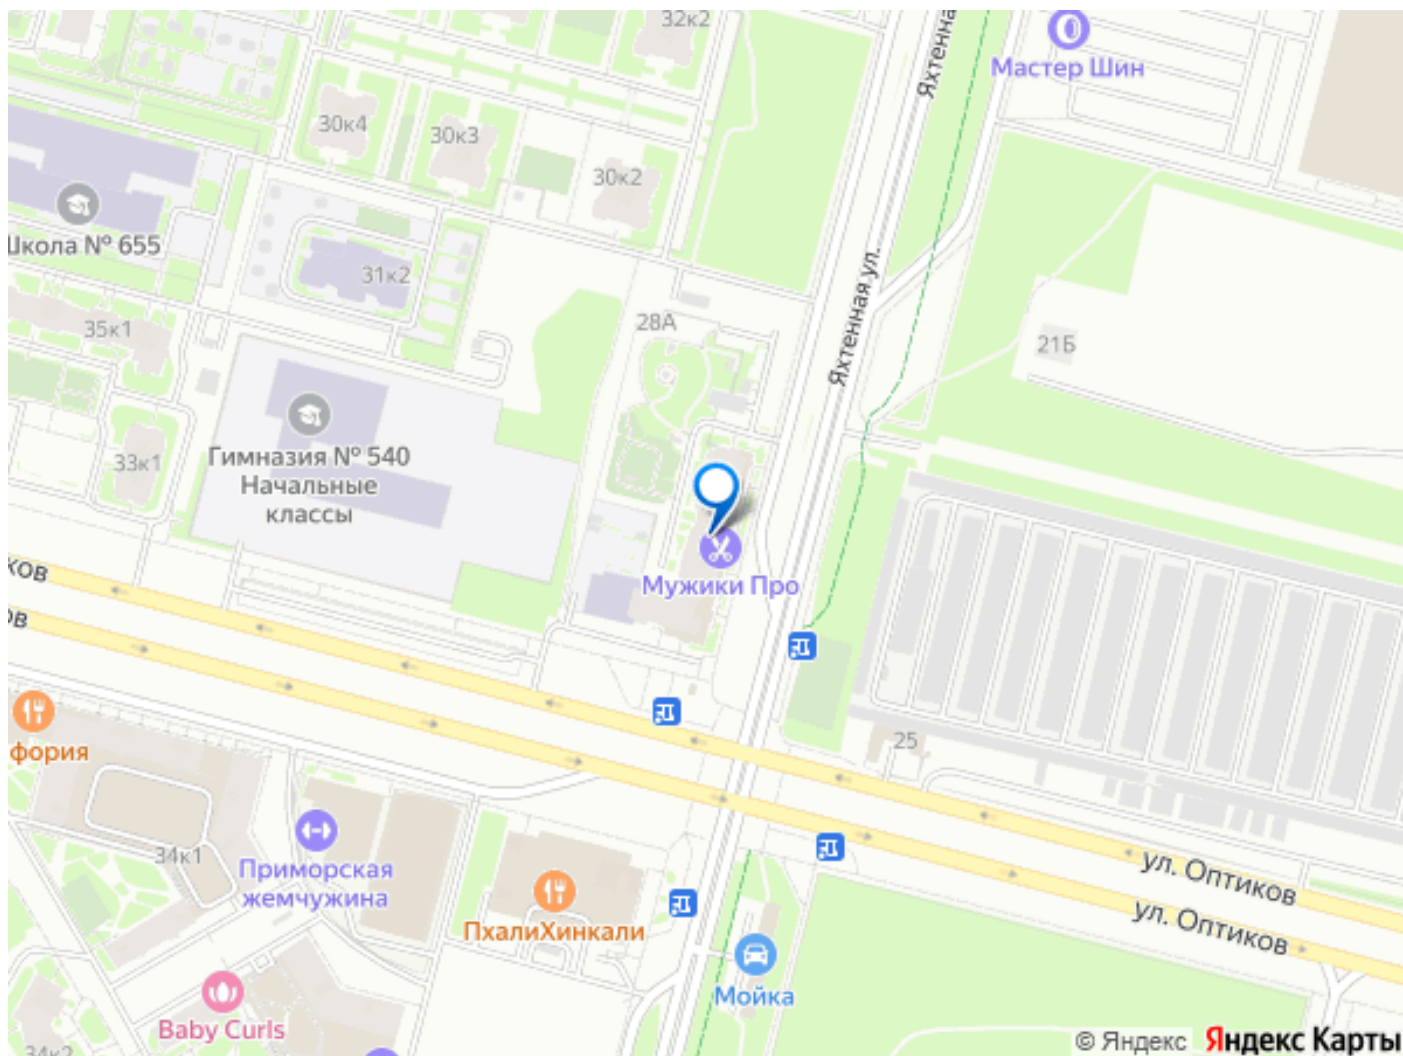 32к2
Яхтенна
Мастер Шин
30к4
30к3
30к2
Школа № 655
31к2
Яхтенная ул.
28А
35к1
21Б
Гимназия № 540
Начальные
классы
33к1
ков
Мужики Про
ов
25
фория
34к1
Приморская
жемчужина
ул. Оптиков
ПхалиХинкали
ул. Оптиков
Мойка
Baby Curls
34к2
© Яндекс Яндекс Карты